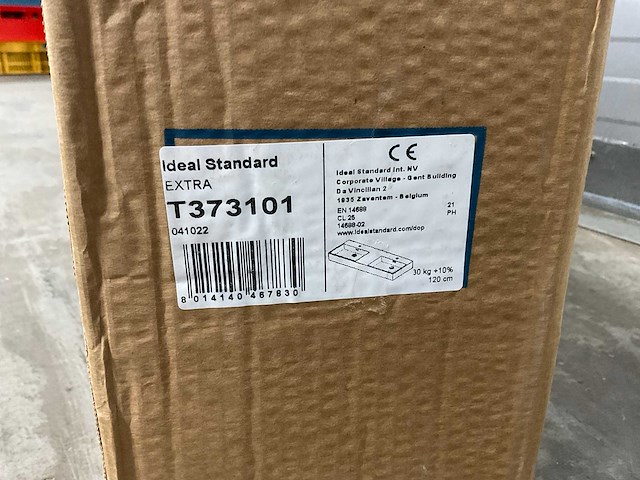 Ideal Standard
EXTRA
T373101
041022
8 014140 467830
CE
Ideal Standard Int. NV
Corporate Village - Gent Building
Da Vincilian 2
1935 Zaventem - Belgium
EN 14688 21
CL 25 PH
14688-02
www.idealstandard.com/dop
30 kg +10%
120 cm